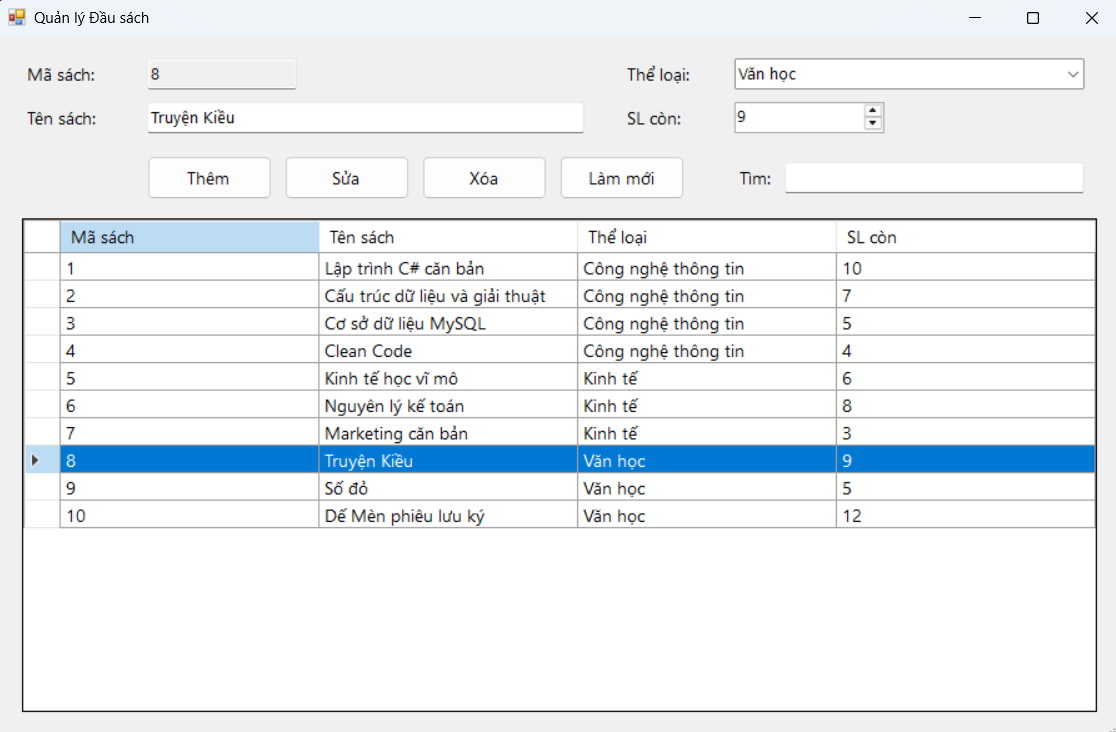 Quản lý Đầu sách
Mã sách: 8 Thể loại: Văn học
Tên sách: Truyện Kiều SL còn: 9
Thêm Sửa Xóa Làm mới Tìm:
Mã sách Tên sách Thể loại SL còn
1 Lập trình C# căn bản Công nghệ thông tin 10
2 Cấu trúc dữ liệu và giải thuật Công nghệ thông tin 7
3 Cơ sở dữ liệu MySQL Công nghệ thông tin 5
4 Clean Code Công nghệ thông tin 4
5 Kinh tế học vĩ mô Kinh tế 6
6 Nguyên lý kế toán Kinh tế 8
7 Marketing căn bản Kinh tế 3
8 Truyện Kiều Văn học 9
9 Số đỏ Văn học 5
10 Dế Mèn phiêu lưu ký Văn học 12